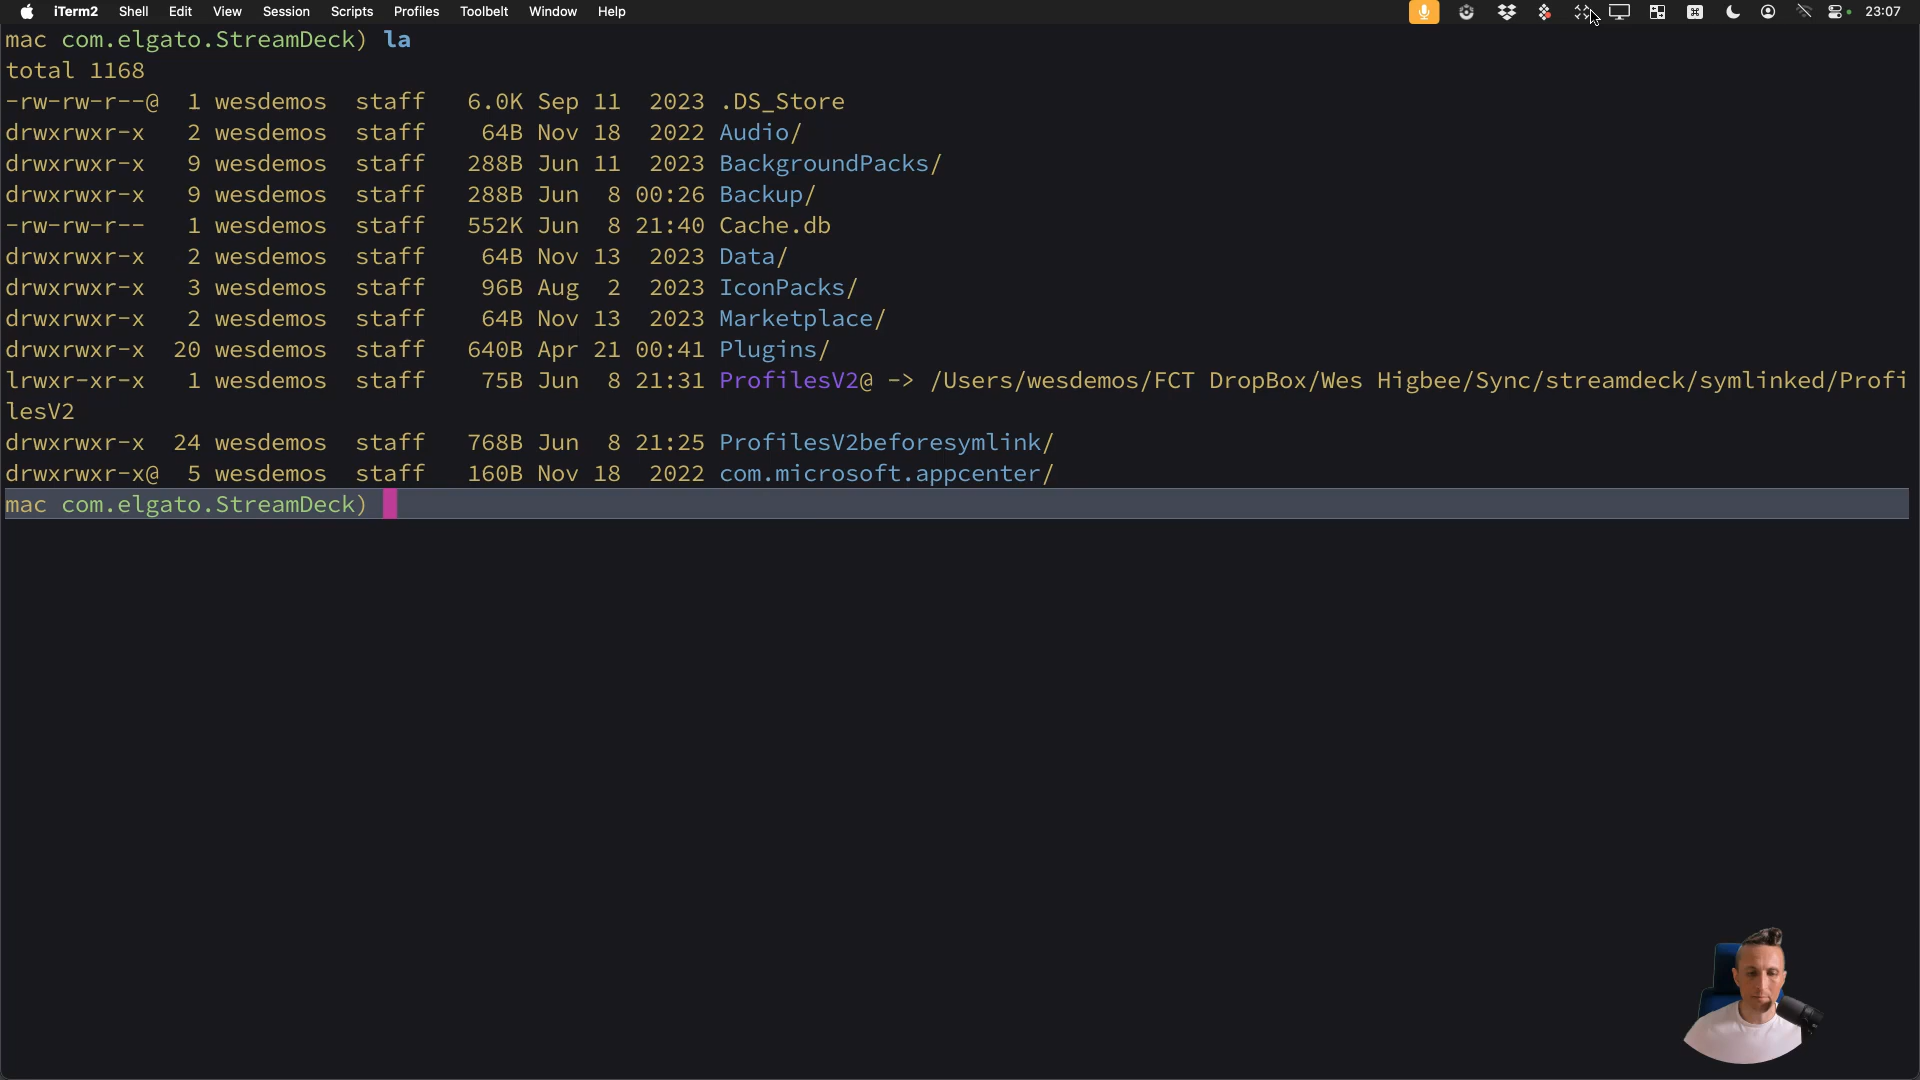 iTerm2 Shell Edit View Session Scripts Profiles Toolbelt Window Help 23:07
mac com.elgato.StreamDeck) la
total 1168
-rw-rw-r--@  1 wesdemos  staff   6.0K Sep 11  2023 .DS_Store
drwxrwxr-x   2 wesdemos  staff    64B Nov 18  2022 Audio/
drwxrwxr-x   9 wesdemos  staff   288B Jun 11  2023 BackgroundPacks/
drwxrwxr-x   9 wesdemos  staff   288B Jun  8 00:26 Backup/
-rw-rw-r--   1 wesdemos  staff   552K Jun  8 21:40 Cache.db
drwxrwxr-x   2 wesdemos  staff    64B Nov 13  2023 Data/
drwxrwxr-x   3 wesdemos  staff    96B Aug  2  2023 IconPacks/
drwxrwxr-x   2 wesdemos  staff    64B Nov 13  2023 Marketplace/
drwxrwxr-x  20 wesdemos  staff   640B Apr 21 00:41 Plugins/
lrwxr-xr-x   1 wesdemos  staff    75B Jun  8 21:31 ProfilesV2@ -> /Users/wesdemos/FCT DropBox/Wes Higbee/Sync/streamdeck/symlinked/Profi
lesV2
drwxrwxr-x  24 wesdemos  staff   768B Jun  8 21:25 ProfilesV2beforesymlink/
drwxrwxr-x@  5 wesdemos  staff   160B Nov 18  2022 com.microsoft.appcenter/
mac com.elgato.StreamDeck)